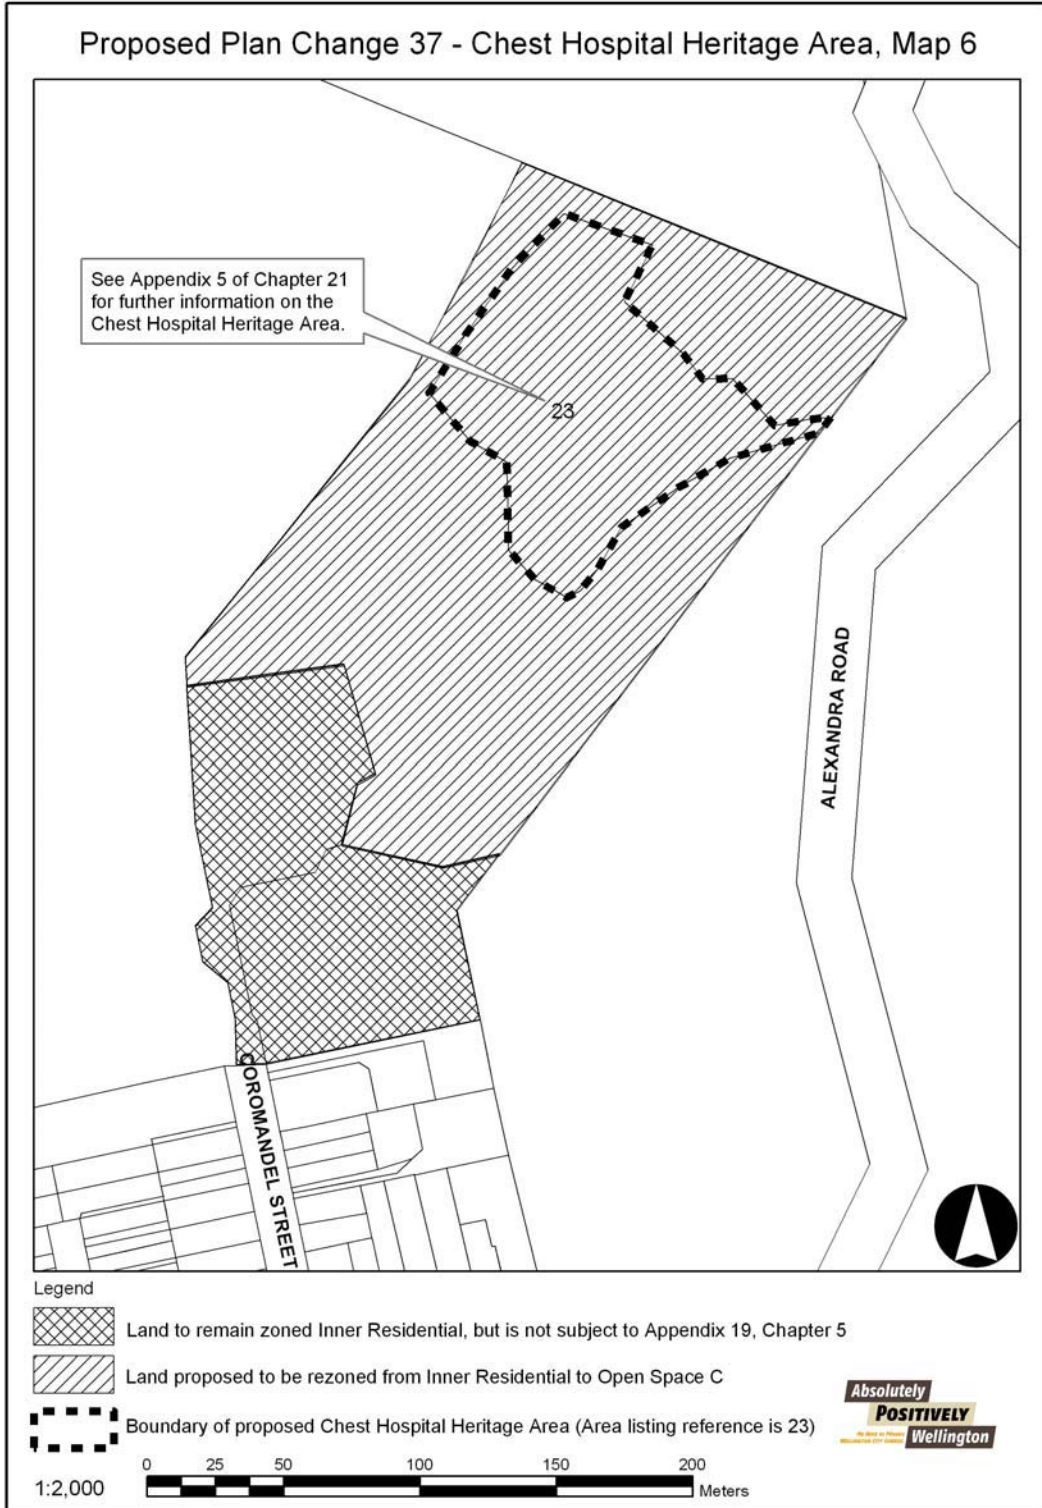 Proposed Plan Change 37 - Chest Hospital Heritage Area, Map 6
See Appendix 5 of Chapter 21
for further information on the
Chest Hospital Heritage Area.
23
ALEXANDRA ROAD
COROMANDEL STREET
Legend
Land to remain zoned Inner Residential, but is not subject to Appendix 19, Chapter 5
Land proposed to be rezoned from Inner Residential to Open Space C
Boundary of proposed Chest Hospital Heritage Area (Area listing reference is 23)
Absolutely
POSITIVELY
Wellington
WELLINGTON CITY COUNCIL
1:2,000
0 25 50 100 150 200
Meters